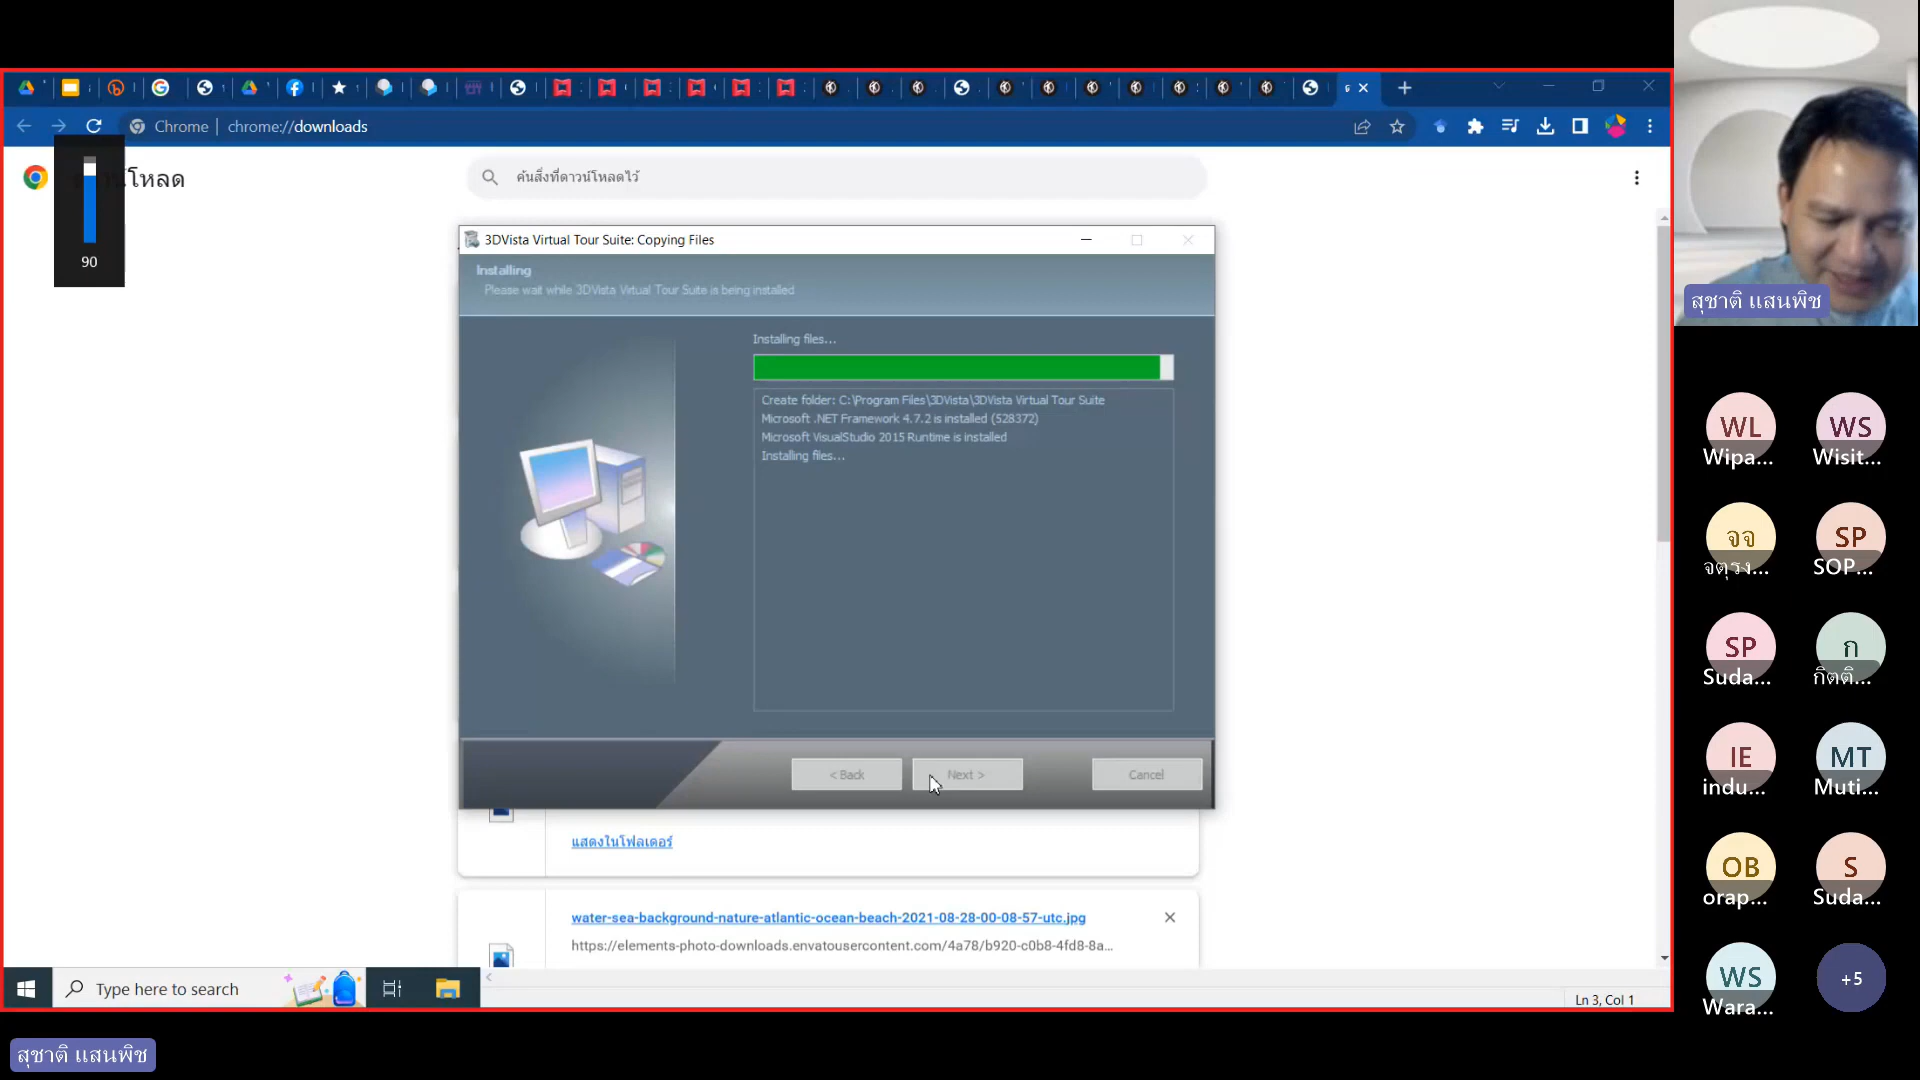 Chrome
chrome://downloads
โหลด
ค้นสิ่งที่ดาวน์โหลดไว้
90
3DVista Virtual Tour Suite: Copying Files
Installing
Please wait while 3DVista Virtual Tour Suite is being installed
Installing files...
Create folder: C:\Program Files\3DVista\3DVista Virtual Tour Suite
Microsoft .NET Framework 4.7.2 is installed (528372)
Microsoft VisualStudio 2015 Runtime is installed
Installing files...
< Back
Next >
Cancel
แสดงในโฟลเดอร์
water-sea-background-nature-atlantic-ocean-beach-2021-08-28-00-08-57-utc.jpg
https://elements-photo-downloads.envatousercontent.com/4a78/b920-c0b8-4fd8-8a...
Type here to search
Ln 3, Col 1
สุชาติ แสนพิช
สุชาติ แสนพิช
WL
Wipa...
WS
Wisit...
จจ
จตุรง...
SP
SOP...
SP
Suda...
ก
กิตติ...
IE
indu...
MT
Muti...
OB
orap...
S
Suda...
WS
Wara...
+5